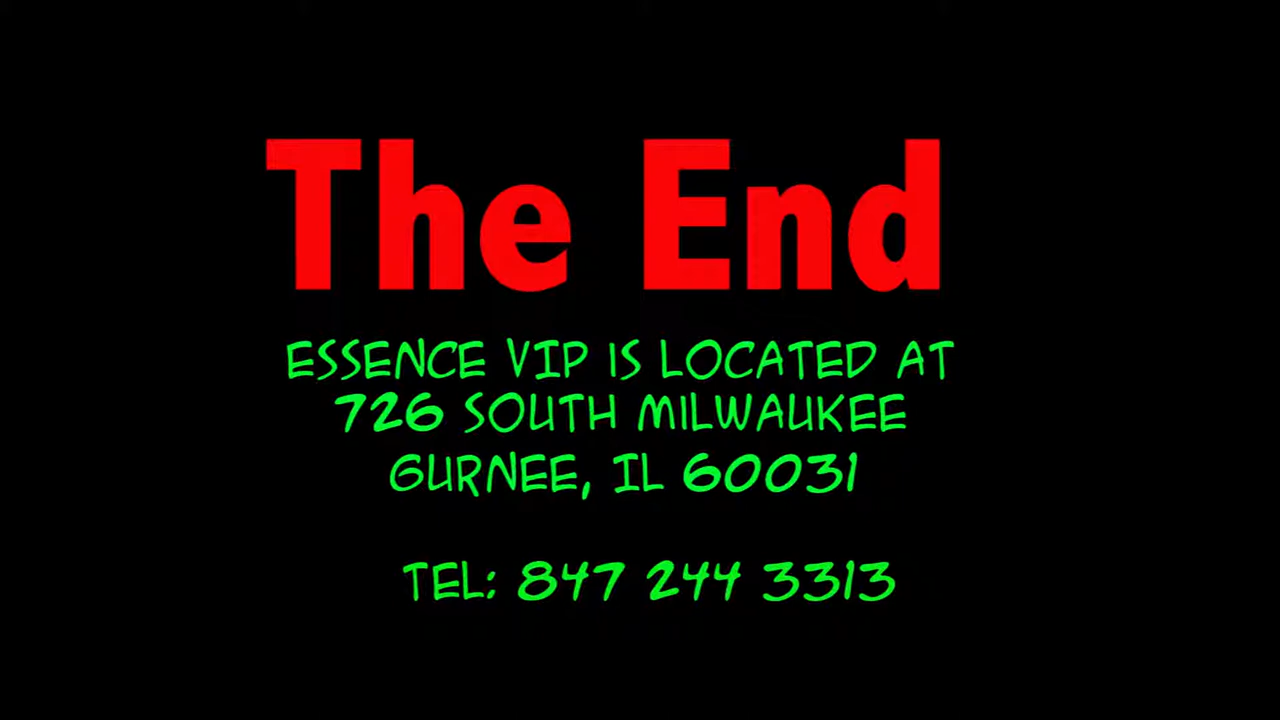 The End
ESSENCE VIP IS LOCATED AT
726 SOUTH MILWAUKEE
GURNEE, IL 60031
TEL: 847 244 3313